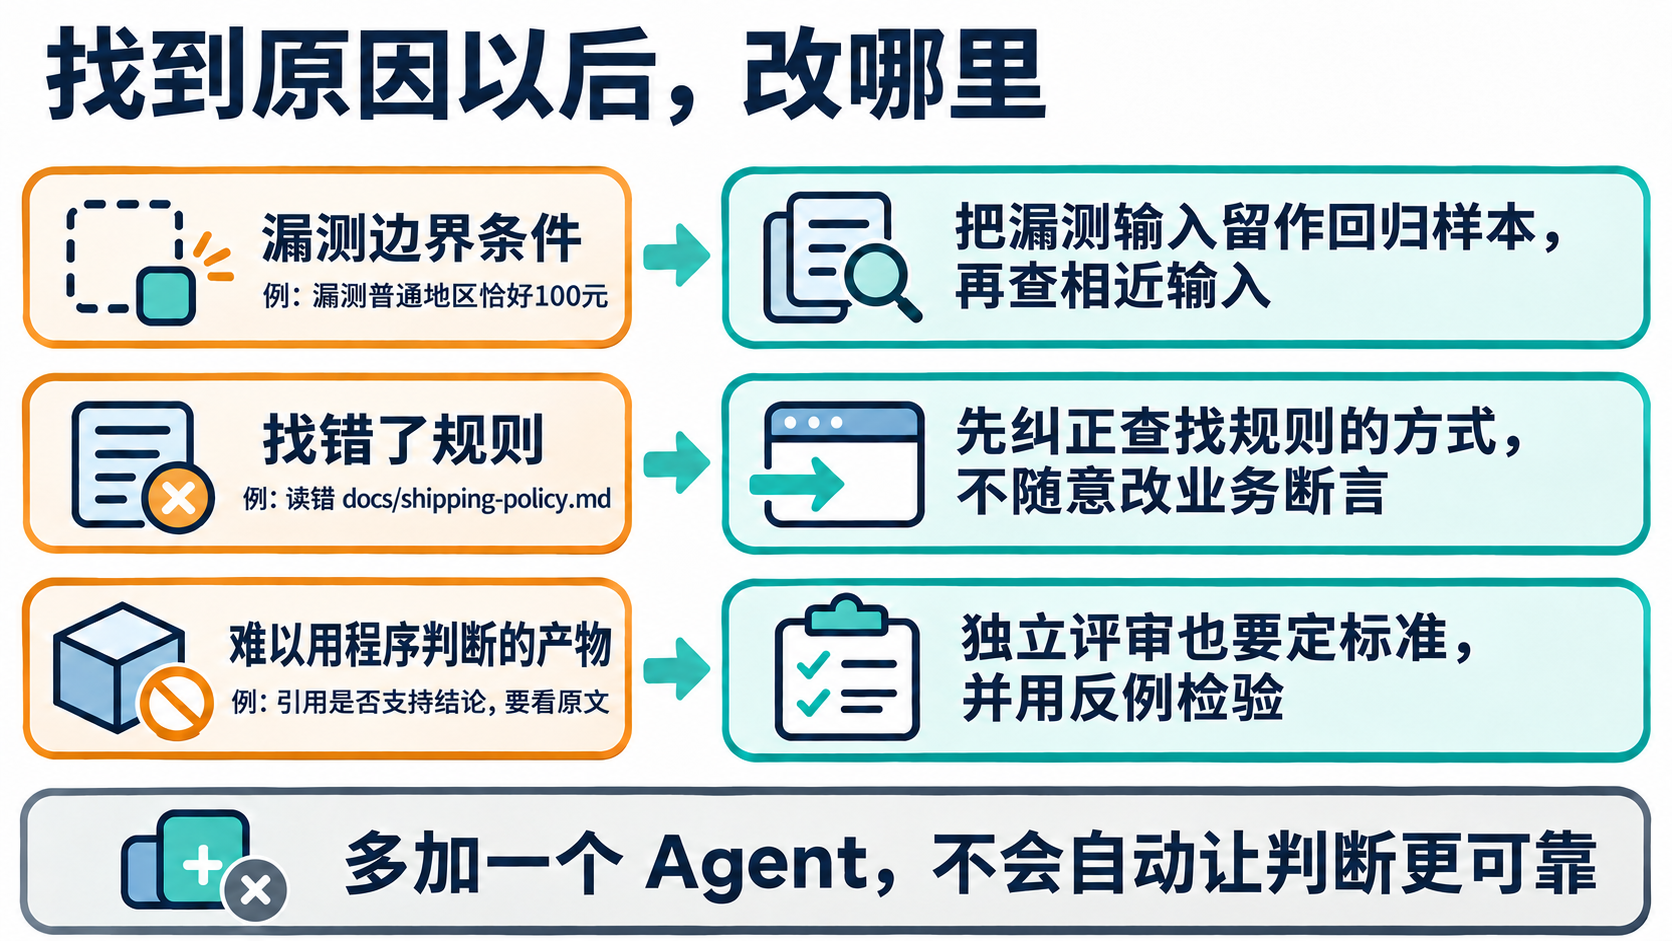 找到原因以后，改哪里
漏测边界条件
例：漏测普通地区恰好100元
把漏测输入留作回归样本，
再查相近输入
找错了规则
例：读错 docs/shipping-policy.md
先纠正查找规则的方式，
不随意改业务断言
难以用程序判断的产物
例：引用是否支持结论，要看原文
独立评审也要定标准，
并用反例检验
多加一个 Agent，不会自动让判断更可靠